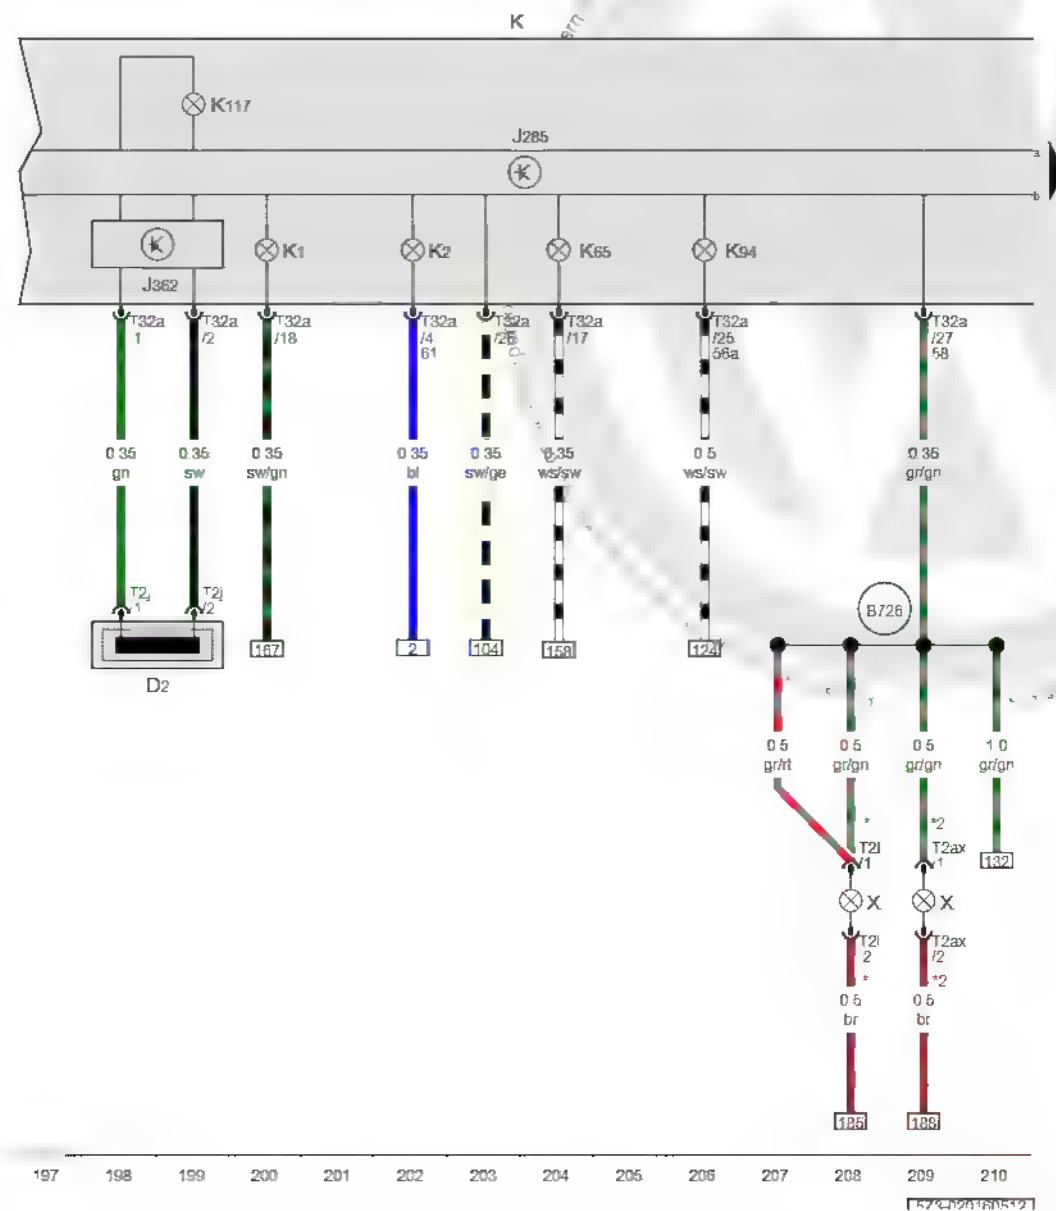 K
K117
J285
a
K
b
K
K1
K2
K65
K94
J362
T32a T32a T32a T32a T32a T32a T32a
1 /2 /18 /4 /17 /25 /27
61 56a 58
0.35 0.35 0.35 0.35 0.35 0.35 0.5 0.35
gn sw sw/gn bl sw/ge ws/sw ws/sw gr/gn
T2j T2j
/1 /2
B726
167 2 104 158 124
D2
0.5 0.5 0.5 1.0
gr/rt gr/gn gr/gn gr/gn
* *2
T2l T2ax
/1 /1
132
X X
T2l T2ax
2 /2
* *2
0.5 0.5
br br
185 188
197 198 199 200 201 202 203 204 205 206 207 208 209 210
573-020160512